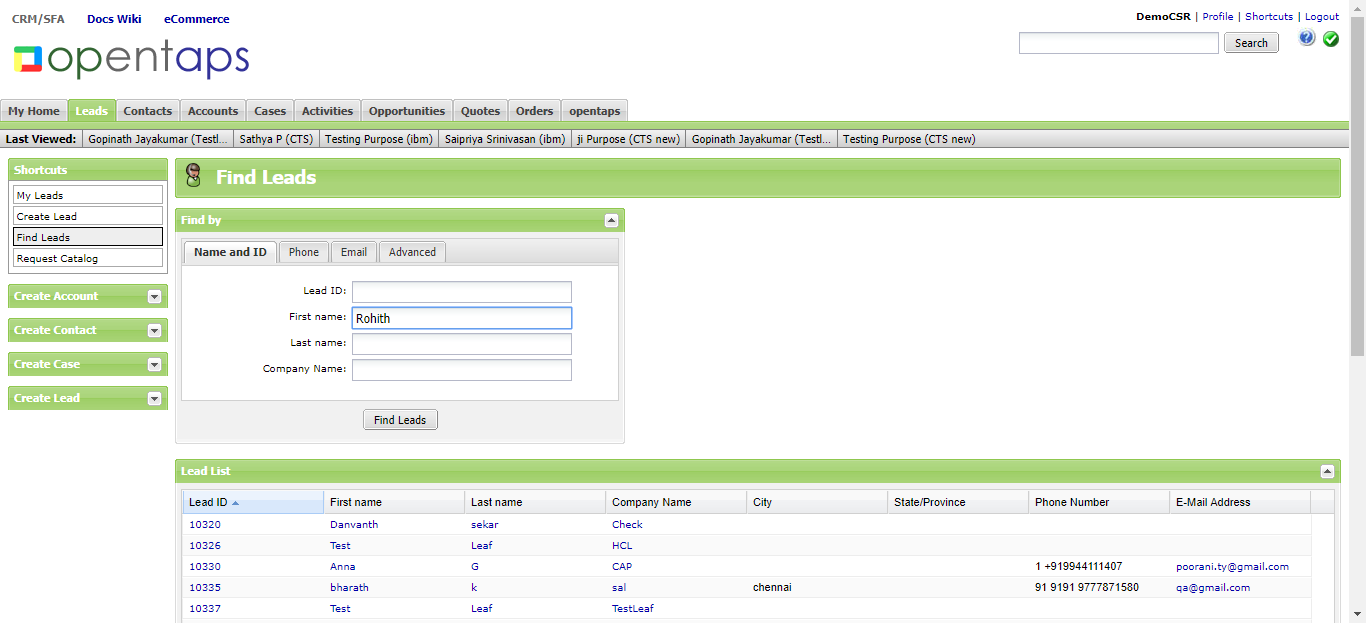 CRM/SFA Docs Wiki eCommerce
DemoCSR | Profile | Shortcuts | Logout
opentaps
Search
?
My Home Leads Contacts Accounts Cases Activities Opportunities Quotes Orders opentaps
Last Viewed: Gopinath Jayakumar (Testl... Sathya P (CTS) Testing Purpose (ibm) Saipriya Srinivasan (ibm) ji Purpose (CTS new) Gopinath Jayakumar (Testl... Testing Purpose (CTS new)
Shortcuts
My Leads
Create Lead
Find Leads
Request Catalog
Create Account
Create Contact
Create Case
Create Lead
Find Leads
Find by
Name and ID Phone Email Advanced
Lead ID:
First name: Rohith
Last name:
Company Name:
Find Leads
Lead List
Lead ID First name Last name Company Name City State/Province Phone Number E-Mail Address
10320 Danvanth sekar Check
10326 Test Leaf HCL
10330 Anna G CAP 1 +919944111407 poorani.ty@gmail.com
10335 bharath k sal chennai 91 9191 9777871580 qa@gmail.com
10337 Test Leaf TestLeaf